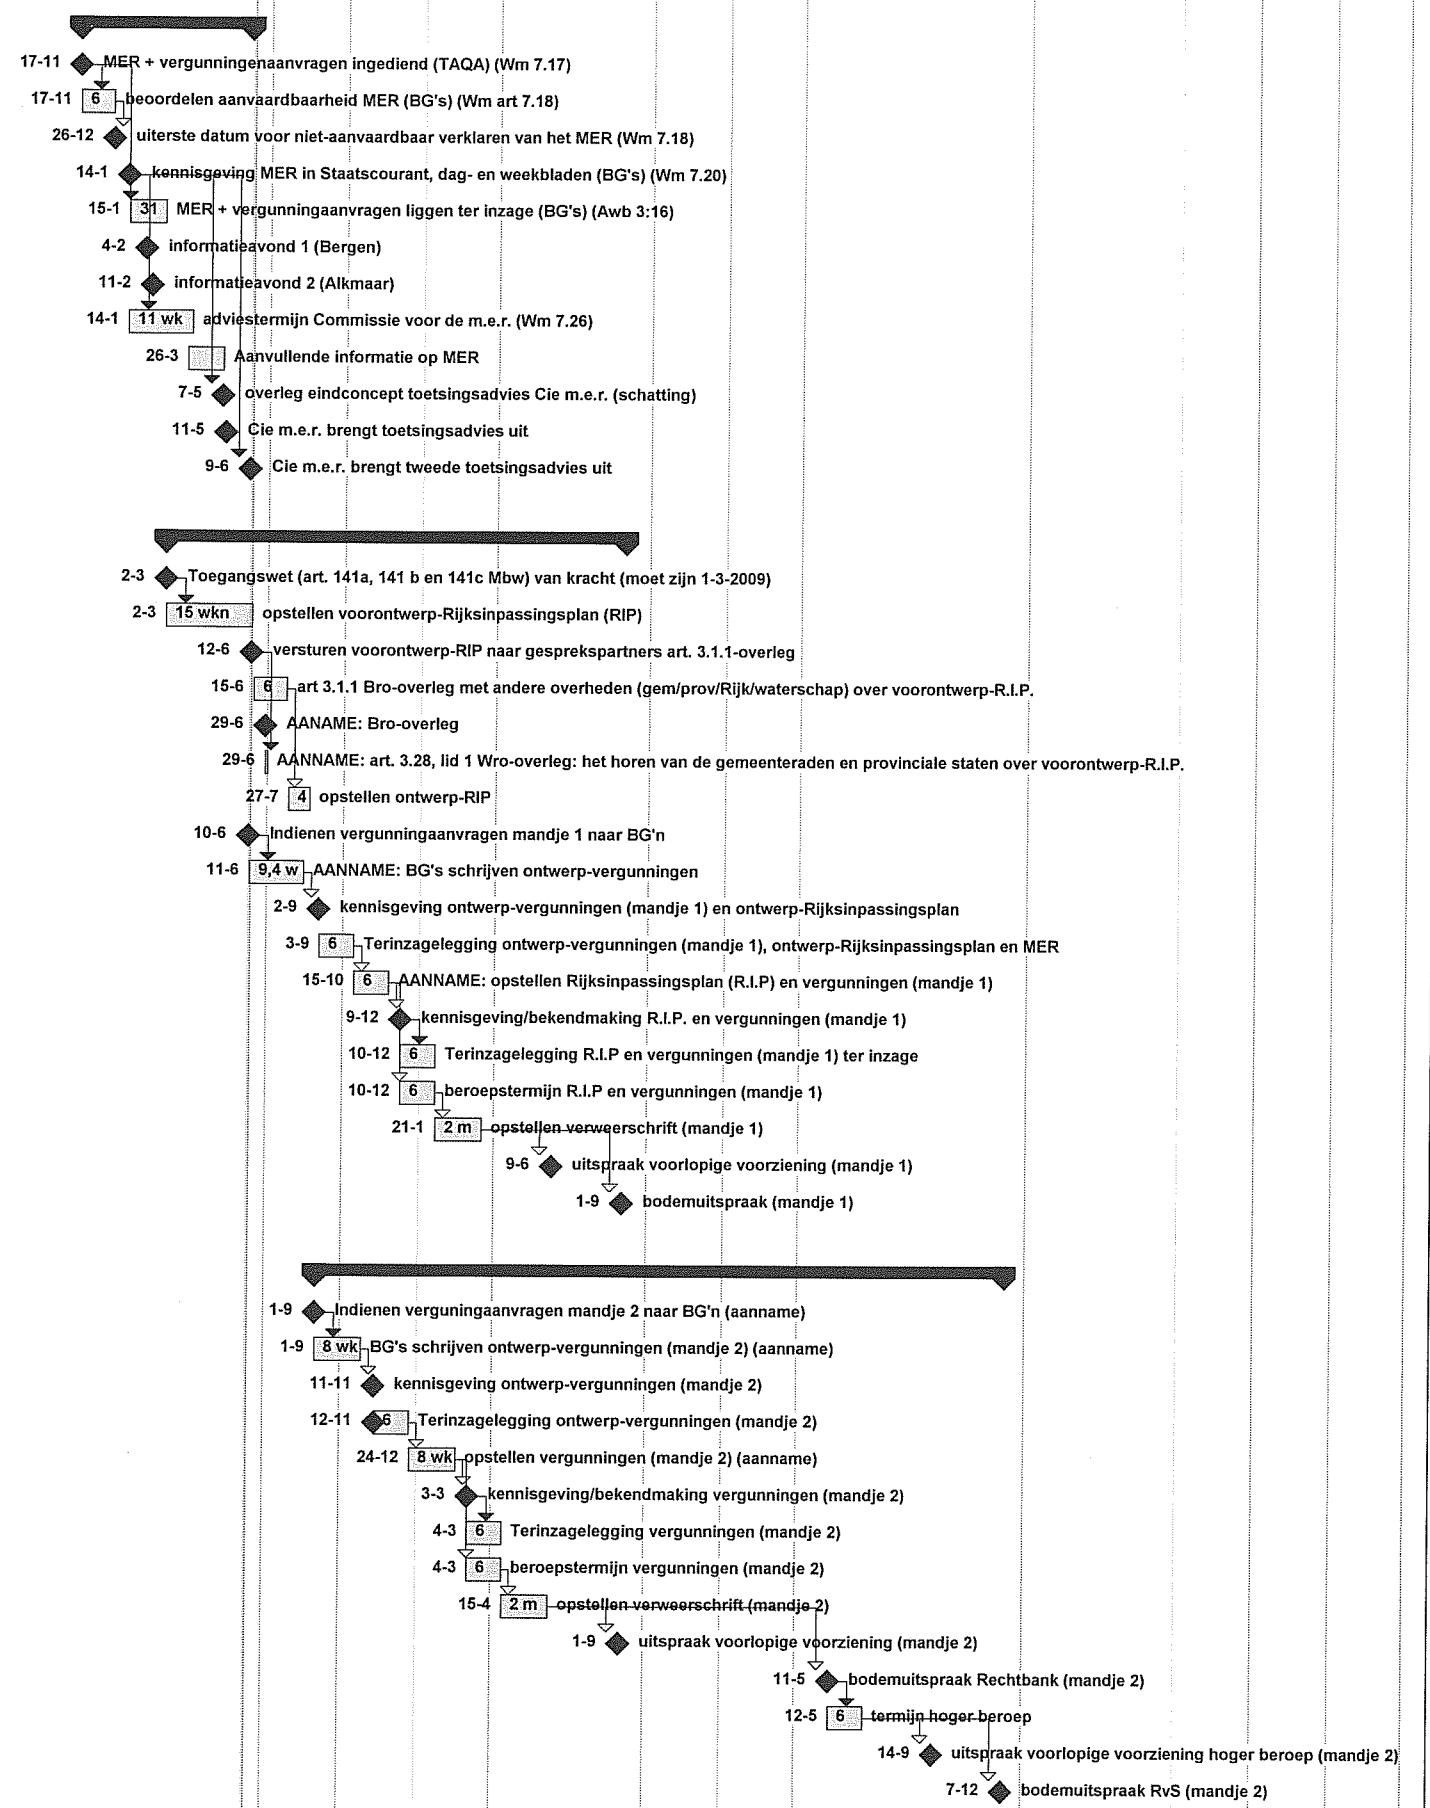 17-11 MER + vergunningenaanvragen ingediend (TAQA) (Wm 7.17)
17-11 6 beoordelen aanvaardbaarheid MER (BG's) (Wm art 7.18)
26-12 uiterste datum voor niet-aanvaardbaar verklaren van het MER (Wm 7.18)
14-1 kennisgeving MER in Staatscourant, dag- en weekbladen (BG's) (Wm 7.20)
15-1 31 MER + vergunningaanvragen liggen ter inzage (BG's) (Awb 3:16)
4-2 informatieavond 1 (Bergen)
11-2 informatieavond 2 (Alkmaar)
14-1 11 wk adviestermijn Commissie voor de m.e.r. (Wm 7.26)
26-3 Aanvullende informatie op MER
7-5 overleg eindconcept toetsingsadvies Cie m.e.r. (schatting)
11-5 Cie m.e.r. brengt toetsingsadvies uit
9-6 Cie m.e.r. brengt tweede toetsingsadvies uit
2-3 Toegangswet (art. 141a, 141 b en 141c Mbw) van kracht (moet zijn 1-3-2009)
2-3 15 wkn opstellen voorontwerp-Rijksinpassingsplan (RIP)
12-6 versturen voorontwerp-RIP naar gesprekspartners art. 3.1.1-overleg
15-6 6 art 3.1.1 Bro-overleg met andere overheden (gem/prov/Rijk/waterschap) over voorontwerp-R.I.P.
29-6 AANAME: Bro-overleg
29-6 AANNAME: art. 3.28, lid 1 Wro-overleg: het horen van de gemeenteraden en provinciale staten over voorontwerp-R.I.P.
27-7 4 opstellen ontwerp-RIP
10-6 Indienen vergunningaanvragen mandje 1 naar BG'n
11-6 9,4 w AANNAME: BG's schrijven ontwerp-vergunningen
2-9 kennisgeving ontwerp-vergunningen (mandje 1) en ontwerp-Rijksinpassingsplan
3-9 6 Terinzagelegging ontwerp-vergunningen (mandje 1), ontwerp-Rijksinpassingsplan en MER
15-10 6 AANNAME: opstellen Rijksinpassingsplan (R.I.P) en vergunningen (mandje 1)
9-12 kennisgeving/bekendmaking R.I.P. en vergunningen (mandje 1)
10-12 6 Terinzagelegging R.I.P en vergunningen (mandje 1) ter inzage
10-12 6 beroepstermijn R.I.P en vergunningen (mandje 1)
21-1 2 m opstellen verweerschrift (mandje 1)
9-6 uitspraak voorlopige voorziening (mandje 1)
1-9 bodemuitspraak (mandje 1)
1-9 Indienen verguningaanvragen mandje 2 naar BG'n (aanname)
1-9 8 wk BG's schrijven ontwerp-vergunningen (mandje 2) (aanname)
11-11 kennisgeving ontwerp-vergunningen (mandje 2)
12-11 6 Terinzagelegging ontwerp-vergunningen (mandje 2)
24-12 8 wk opstellen vergunningen (mandje 2) (aanname)
3-3 kennisgeving/bekendmaking vergunningen (mandje 2)
4-3 6 Terinzagelegging vergunningen (mandje 2)
4-3 6 beroepstermijn vergunningen (mandje 2)
15-4 2 m opstellen verweerschrift (mandje 2)
1-9 uitspraak voorlopige voorziening (mandje 2)
11-5 bodemuitspraak Rechtbank (mandje 2)
12-5 6 termijn hoger beroep
14-9 uitspraak voorlopige voorziening hoger beroep (mandje 2)
7-12 bodemuitspraak RvS (mandje 2)